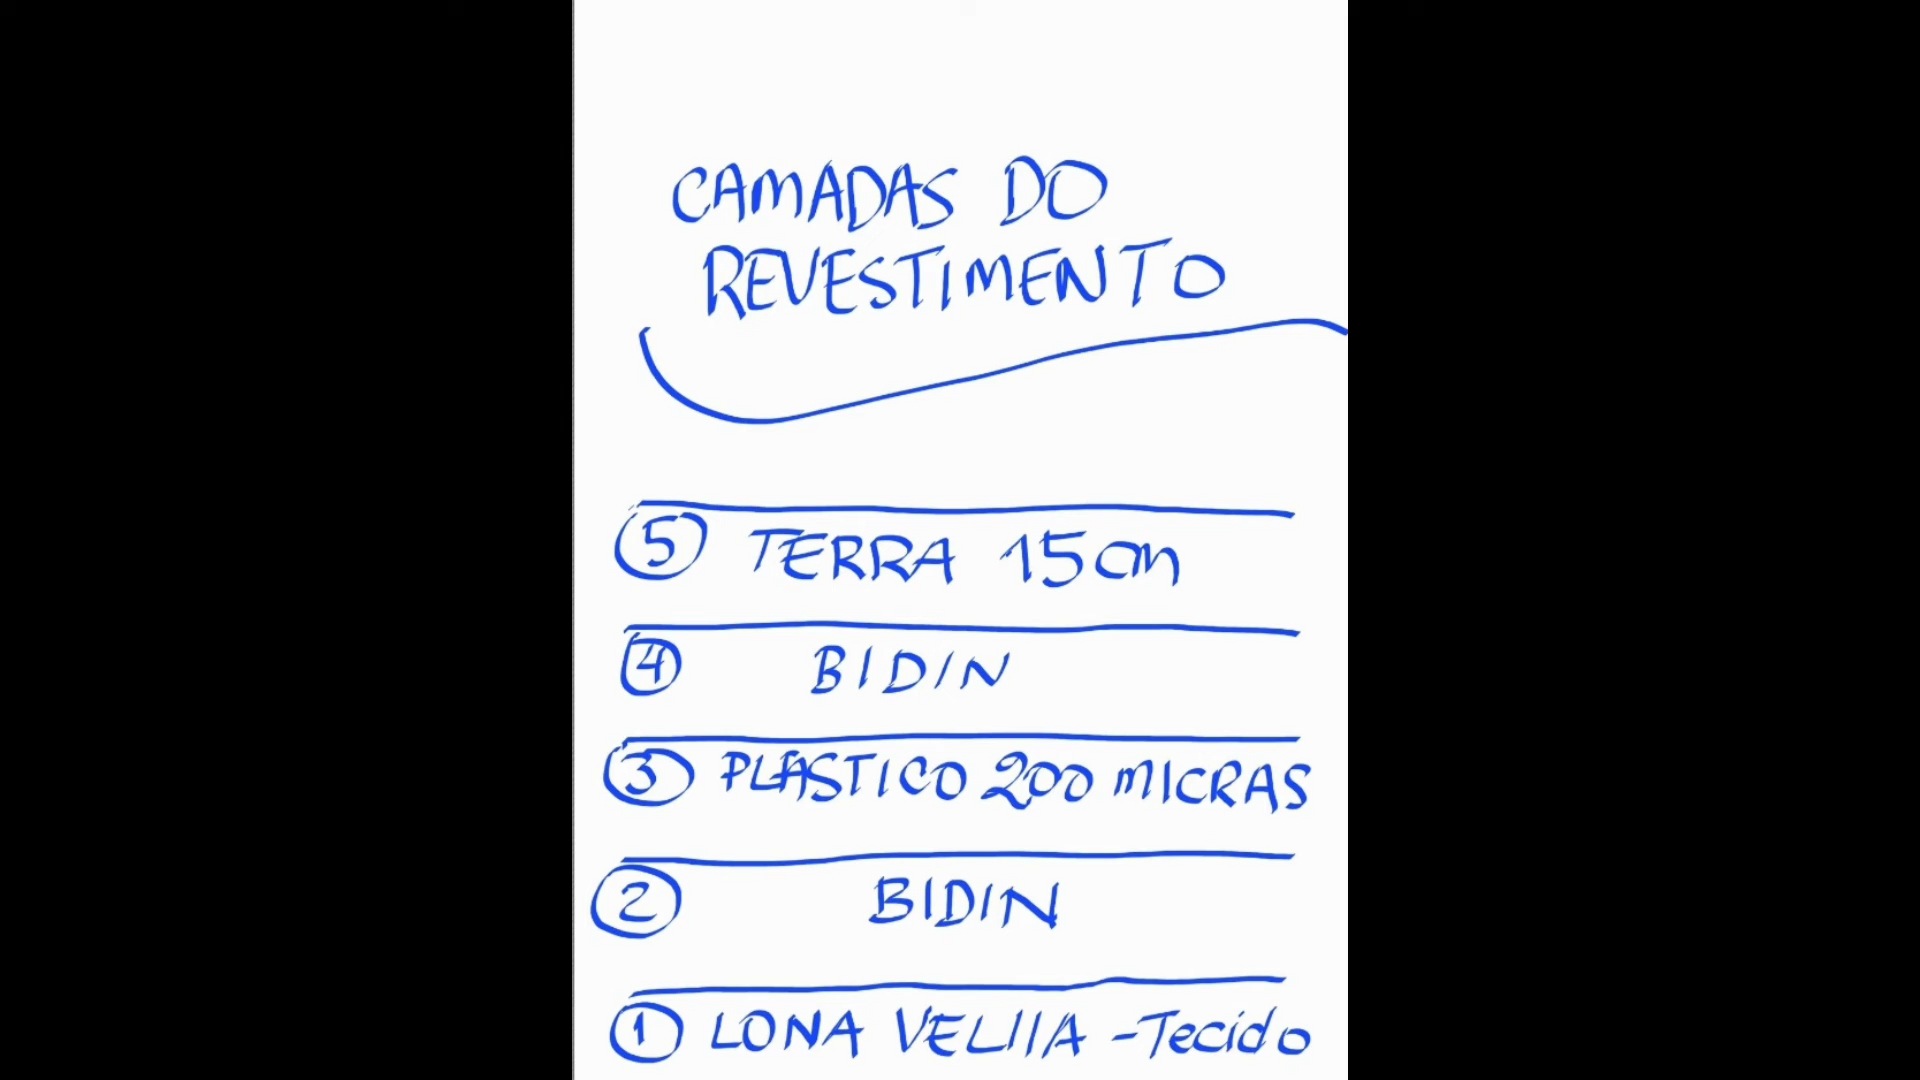 CAMADAS DO
REVESTIMENTO
5 TERRA 15cm
4 BIDIN
3 PLASTICO 200 MICRAS
2 BIDIN
1 LONA VELHA - Tecido